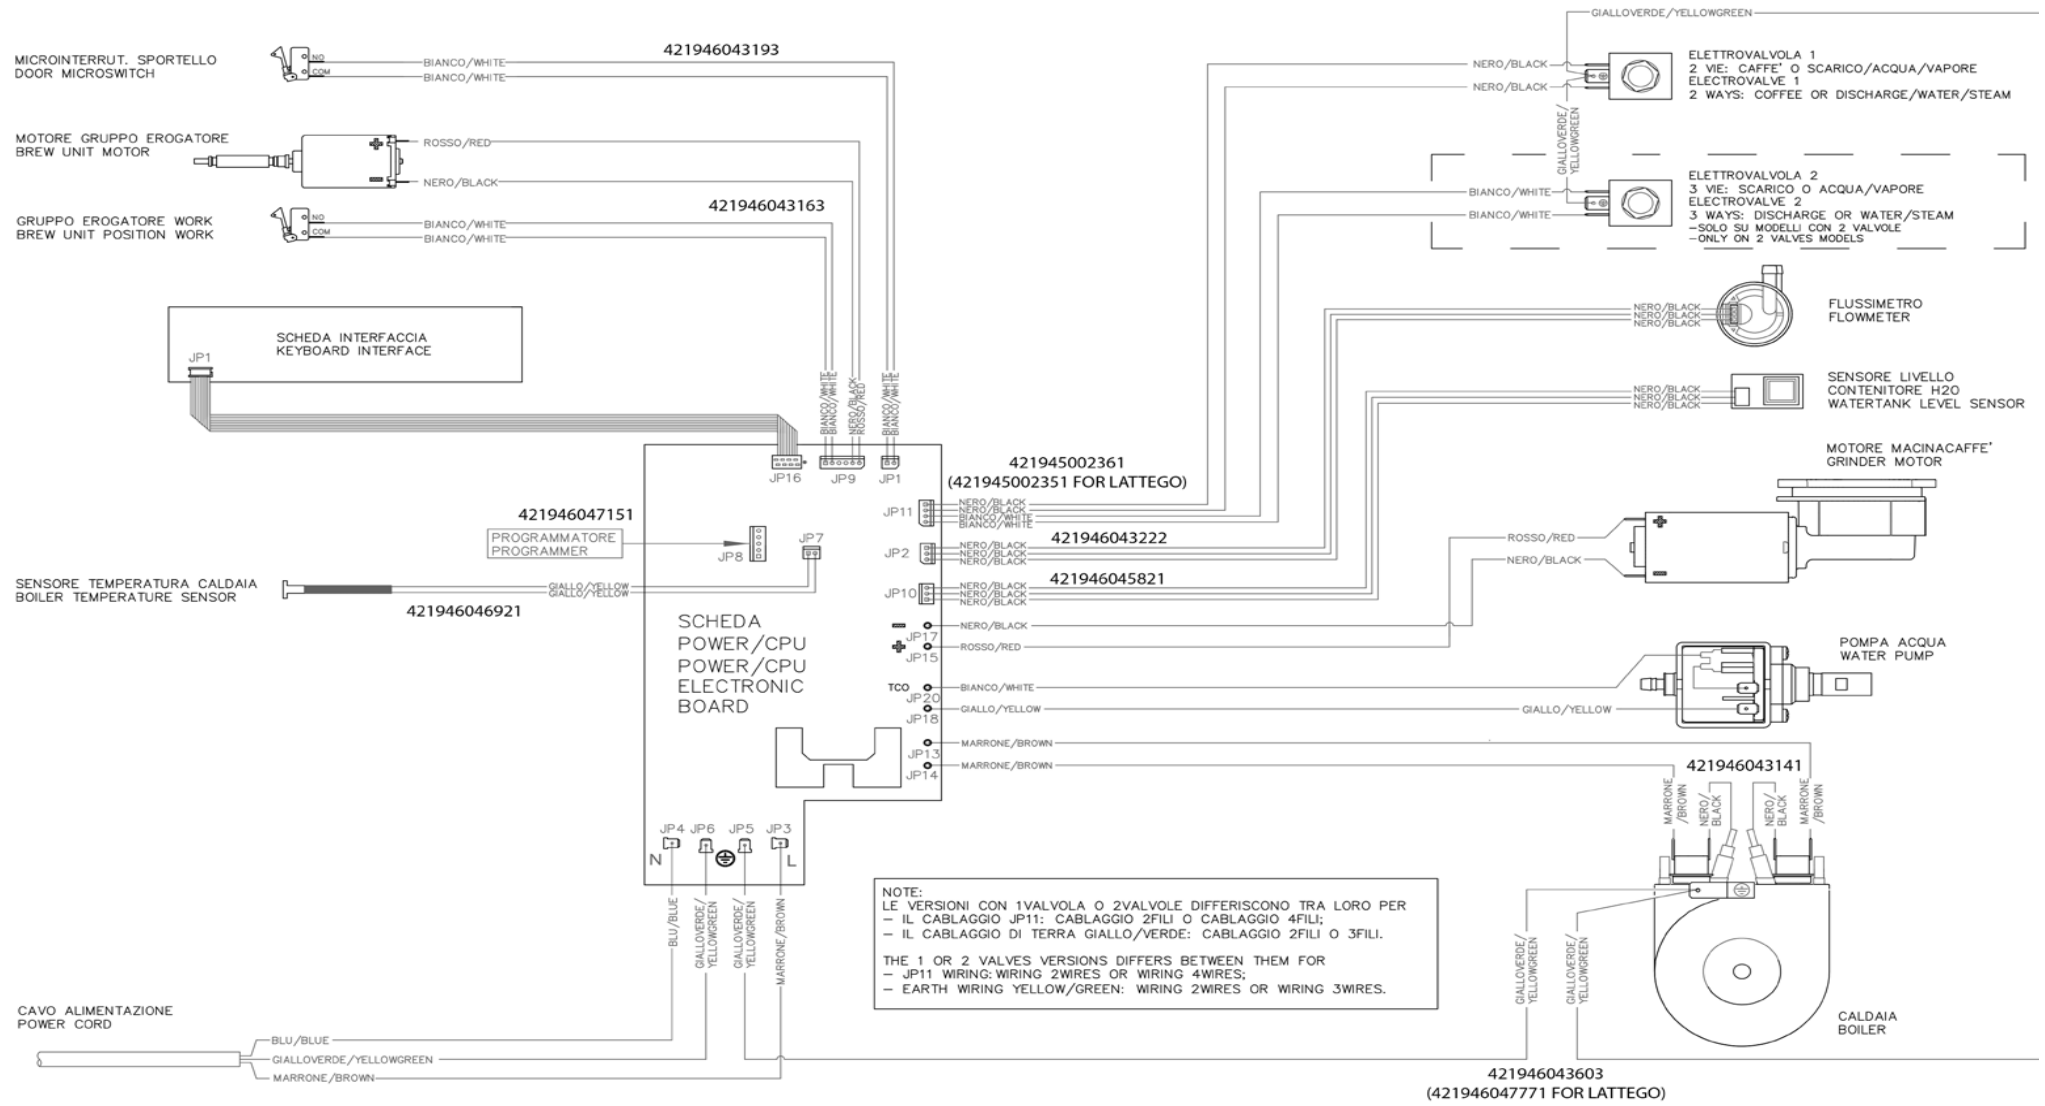 GIALLOVERDE/YELLOWGREEN
MICROINTERRUT. SPORTELLO
DOOR MICROSWITCH
NO
COM
BIANCO/WHITE
BIANCO/WHITE
421946043193
MOTORE GRUPPO EROGATORE
BREW UNIT MOTOR
ROSSO/RED
NERO/BLACK
421946043163
GRUPPO EROGATORE WORK
BREW UNIT POSITION WORK
NO
COM
BIANCO/WHITE
BIANCO/WHITE
NERO/BLACK
NERO/BLACK
ELETTROVALVOLA 1
2 VIE: CAFFE' O SCARICO/ACQUA/VAPORE
ELECTROVALVE 1
2 WAYS: COFFEE OR DISCHARGE/WATER/STEAM
GIALLOVERDE/
YELLOWGREEN
BIANCO/WHITE
BIANCO/WHITE
ELETTROVALVOLA 2
3 VIE: SCARICO O ACQUA/VAPORE
ELECTROVALVE 2
3 WAYS: DISCHARGE OR WATER/STEAM
-SOLO SU MODELLI CON 2 VALVOLE
-ONLY ON 2 VALVES MODELS
NERO/BLACK
NERO/BLACK
NERO/BLACK
FLUSSIMETRO
FLOWMETER
NERO/BLACK
NERO/BLACK
NERO/BLACK
SENSORE LIVELLO
CONTENITORE H2O
WATERTANK LEVEL SENSOR
SCHEDA INTERFACCIA
KEYBOARD INTERFACE
JP1
BIANCO/WHITE
BIANCO/WHITE
NERO/BLACK
ROSSO/RED
BIANCO/WHITE
BIANCO/WHITE
JP16
JP9
JP1
421945002361
(421945002351 FOR LATTEGO)
JP11
NERO/BLACK
NERO/BLACK
BIANCO/WHITE
BIANCO/WHITE
421946043222
JP2
NERO/BLACK
NERO/BLACK
NERO/BLACK
421946045821
JP10
NERO/BLACK
NERO/BLACK
NERO/BLACK
MOTORE MACINACAFFE'
GRINDER MOTOR
ROSSO/RED
NERO/BLACK
421946047151
PROGRAMMATORE
PROGRAMMER
JP8
JP7
SENSORE TEMPERATURA CALDAIA
BOILER TEMPERATURE SENSOR
GIALLO/YELLOW
GIALLO/YELLOW
421946046921
SCHEDA
POWER/CPU
POWER/CPU
ELECTRONIC
BOARD
NERO/BLACK
JP17
ROSSO/RED
JP15
TCO
BIANCO/WHITE
JP20
GIALLO/YELLOW
JP18
GIALLO/YELLOW
POMPA ACQUA
WATER PUMP
MARRONE/BROWN
JP13
MARRONE/BROWN
JP14
421946043141
MARRONE
/BROWN
NERO/
BLACK
NERO/
BLACK
MARRONE
/BROWN
JP4 JP6 JP5 JP3
N
L
BLU/BLUE
GIALLOVERDE/
YELLOWGREEN
GIALLOVERDE/
YELLOWGREEN
MARRONE/BROWN
NOTE:
LE VERSIONI CON 1VALVOLA O 2VALVOLE DIFFERISCONO TRA LORO PER
- IL CABLAGGIO JP11: CABLAGGIO 2FILI O CABLAGGIO 4FILI;
- IL CABLAGGIO DI TERRA GIALLO/VERDE: CABLAGGIO 2FILI O 3FILI.
THE 1 OR 2 VALVES VERSIONS DIFFERS BETWEEN THEM FOR
- JP11 WIRING: WIRING 2WIRES OR WIRING 4WIRES;
- EARTH WIRING YELLOW/GREEN: WIRING 2WIRES OR WIRING 3WIRES.
GIALLOVERDE/
YELLOWGREEN
GIALLOVERDE/
YELLOWGREEN
CALDAIA
BOILER
CAVO ALIMENTAZIONE
POWER CORD
BLU/BLUE
GIALLOVERDE/YELLOWGREEN
MARRONE/BROWN
421946043603
(421946047771 FOR LATTEGO)